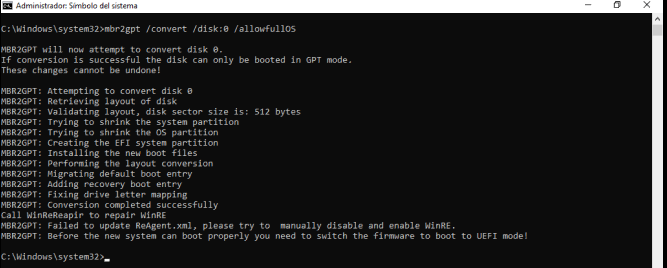 Administrador: Símbolo del sistema
C:\Windows\system32>mbr2gpt /convert /disk:0 /allowfullOS
MBR2GPT will now attempt to convert disk 0.
If conversion is successful the disk can only be booted in GPT mode.
These changes cannot be undone!
MBR2GPT: Attempting to convert disk 0
MBR2GPT: Retrieving layout of disk
MBR2GPT: Validating layout, disk sector size is: 512 bytes
MBR2GPT: Trying to shrink the system partition
MBR2GPT: Trying to shrink the OS partition
MBR2GPT: Creating the EFI system partition
MBR2GPT: Installing the new boot files
MBR2GPT: Performing the layout conversion
MBR2GPT: Migrating default boot entry
MBR2GPT: Adding recovery boot entry
MBR2GPT: Fixing drive letter mapping
MBR2GPT: Conversion completed successfully
Call WinReReapir to repair WinRE
MBR2GPT: Failed to update ReAgent.xml, please try to  manually disable and enable WinRE.
MBR2GPT: Before the new system can boot properly you need to switch the firmware to boot to UEFI mode!
C:\Windows\system32>